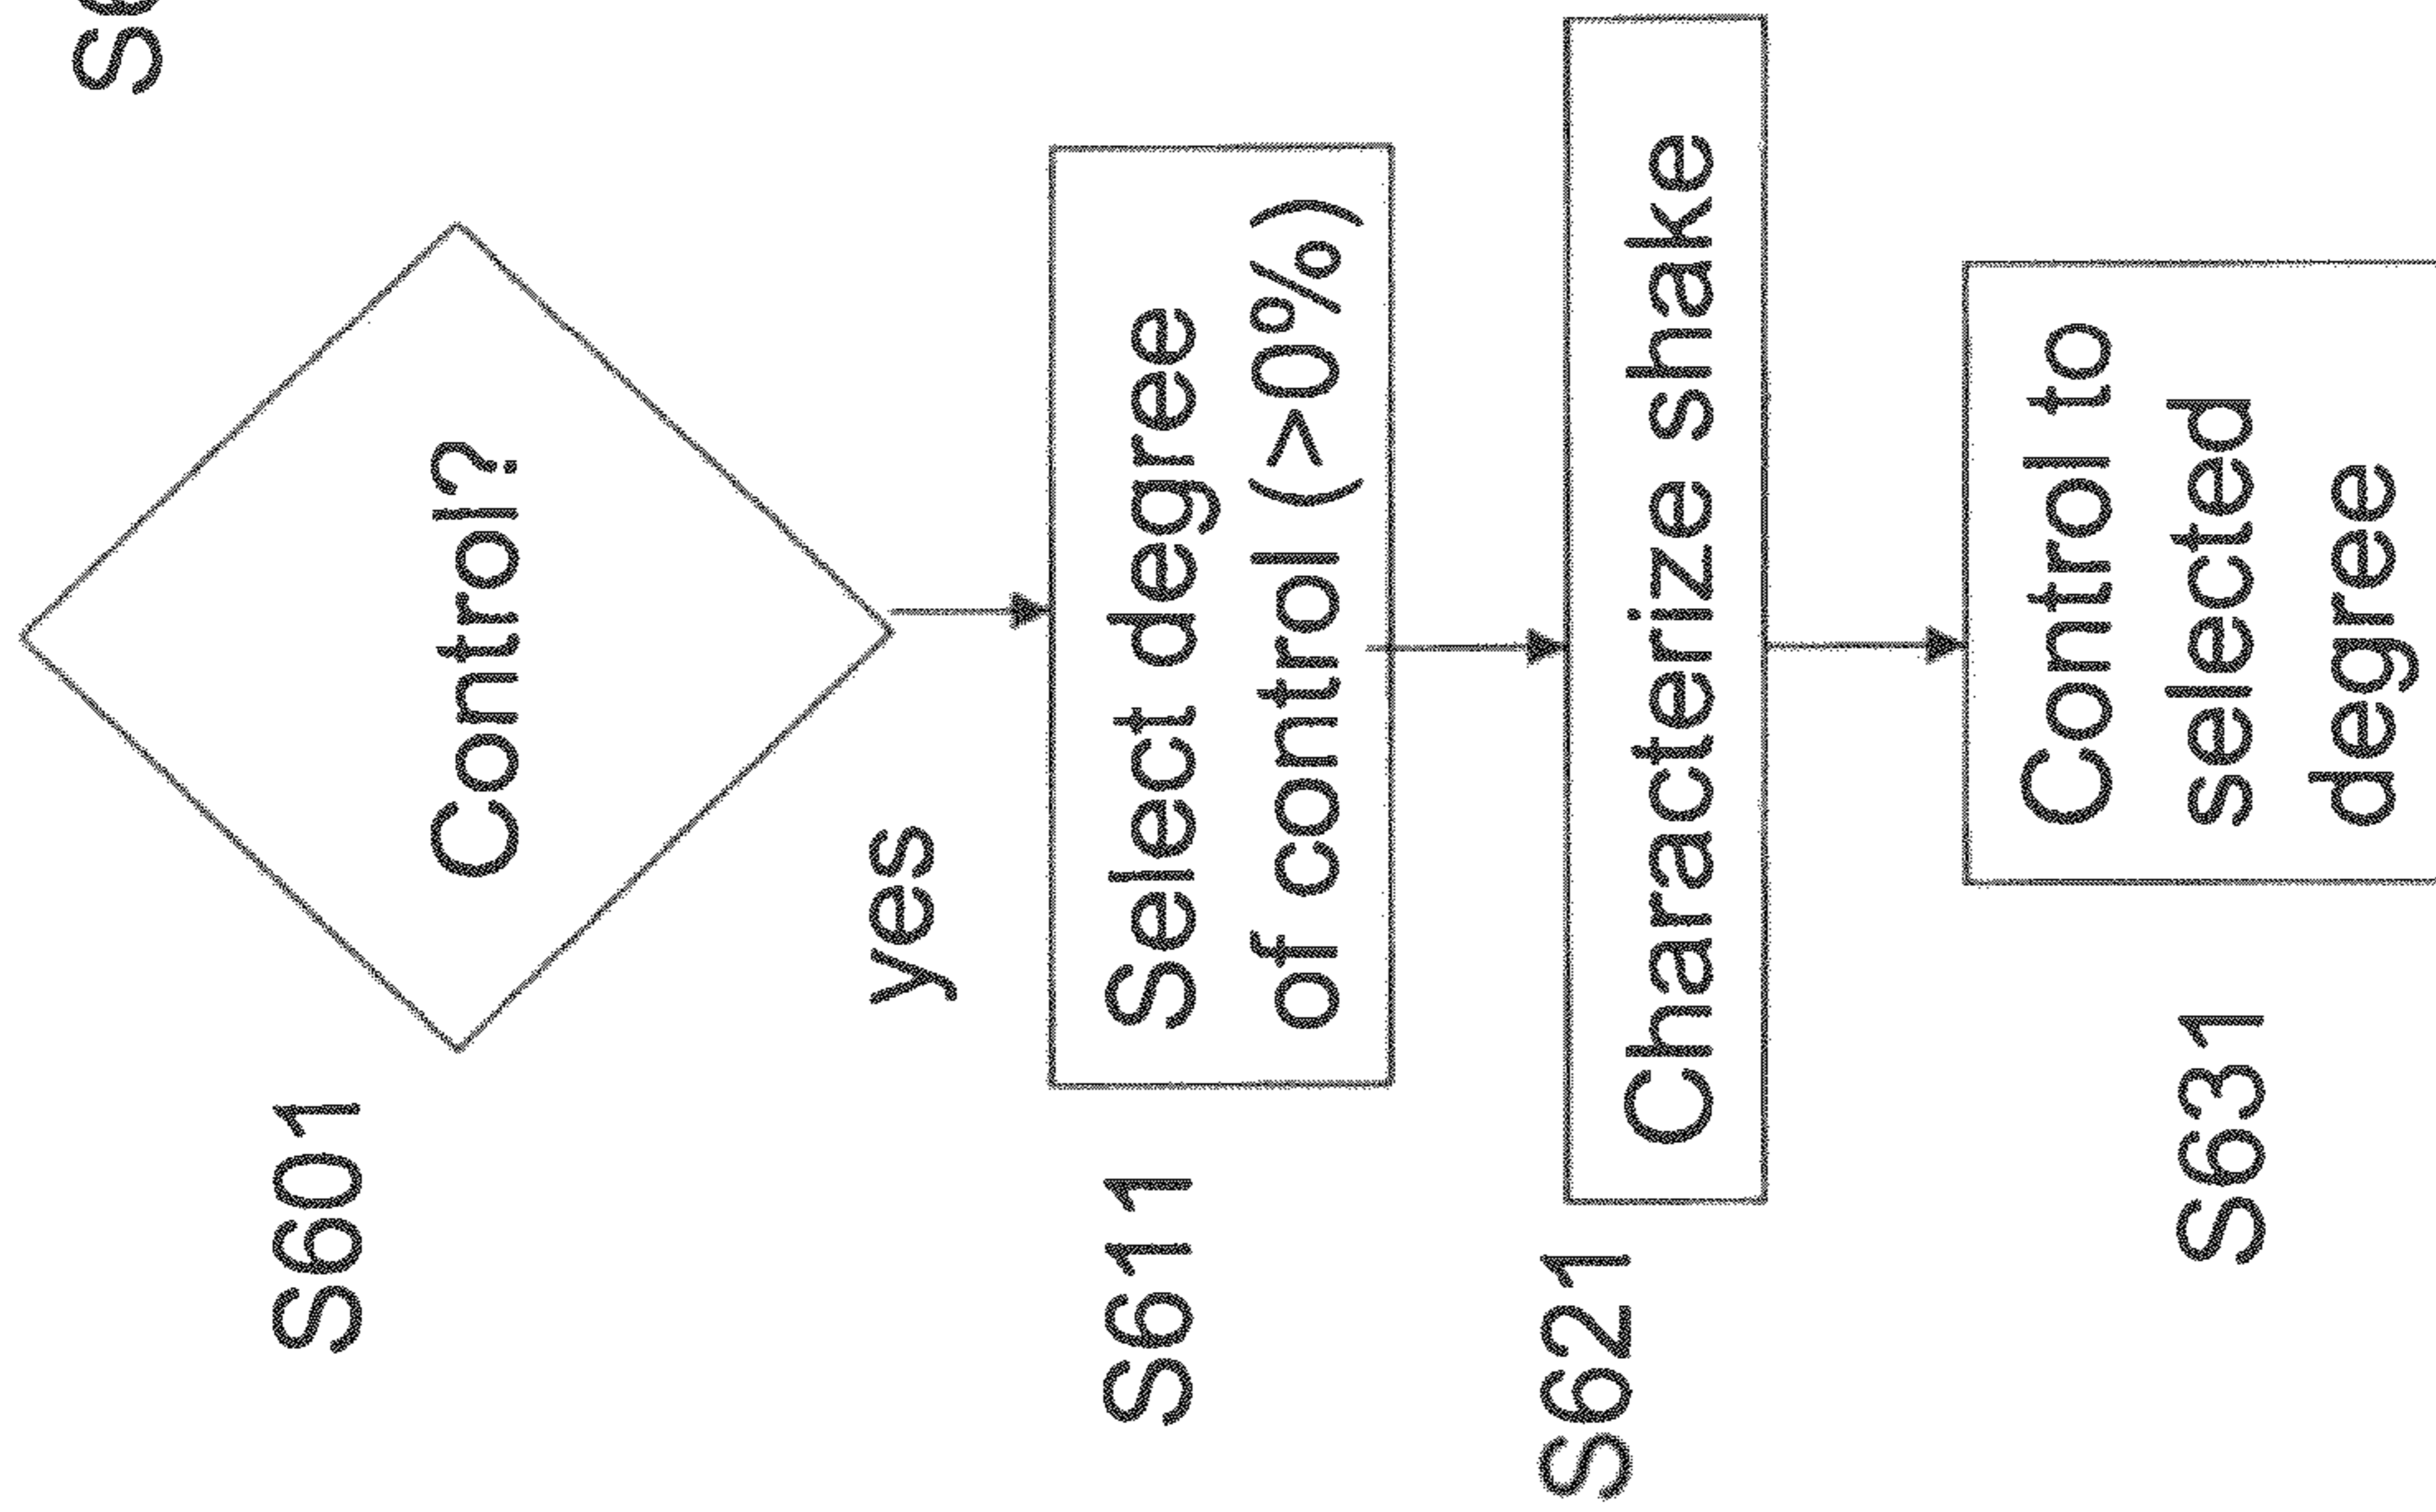 S601
Control?
yes
S611
Select degree
of control (>0%)
S621
Characterize shake
S631
Control to
selected
degree